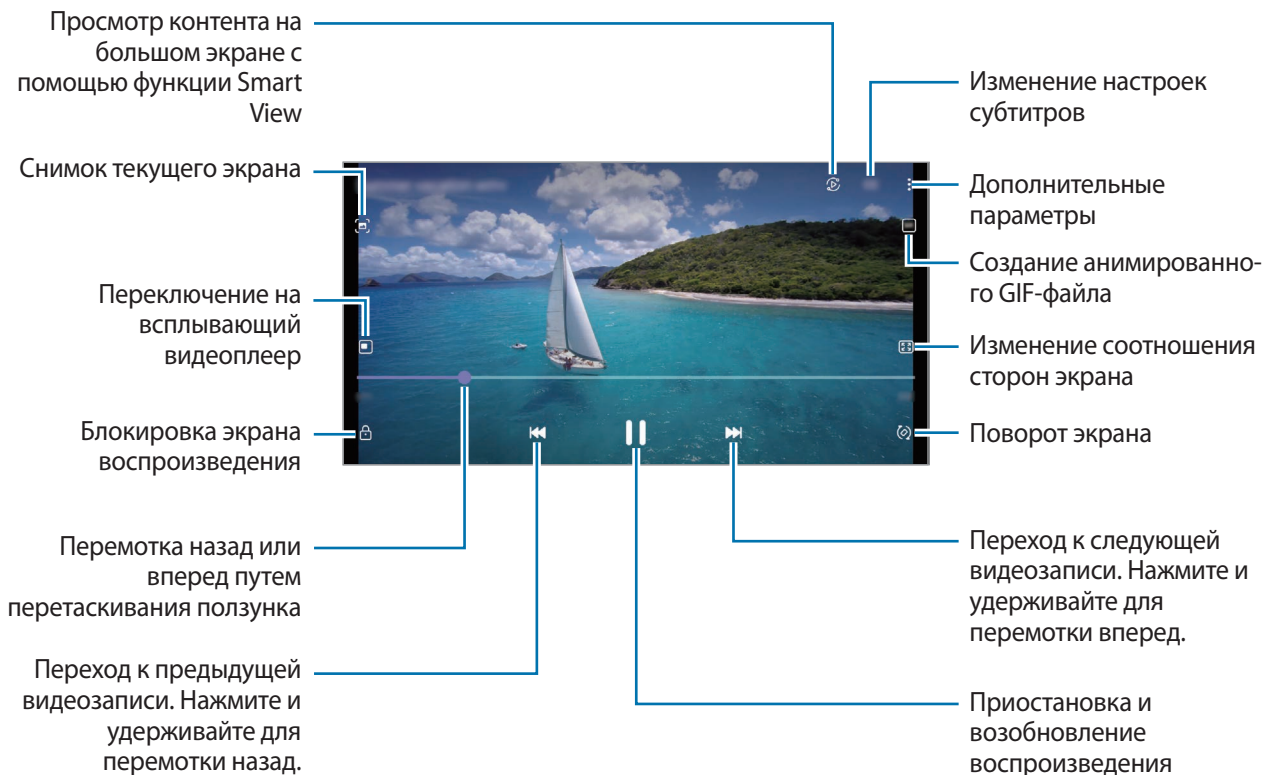 Просмотр контента на
большом экране с
помощью функции Smart
View
Снимок текущего экрана
Переключение на
всплывающий
видеоплеер
Блокировка экрана
воспроизведения
Перемотка назад или
вперед путем
перетаскивания ползунка
Переход к предыдущей
видеозаписи. Нажмите и
удерживайте для
перемотки назад.
Изменение настроек
субтитров
Дополнительные
параметры
Создание анимированно-
го GIF-файла
Изменение соотношения
сторон экрана
Поворот экрана
Переход к следующей
видеозаписи. Нажмите и
удерживайте для
перемотки вперед.
Приостановка и
возобновление
воспроизведения